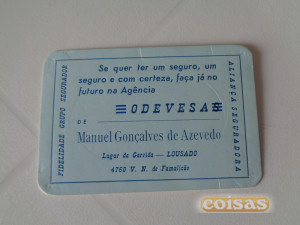 Se quer ter um seguro, um
seguro e com certeza, faça já no
futuro na Agência
ODEVESA
DE
Manuel Gonçalves de Azevedo
Lugar da Garrida — LOUSADO
4760 V. N. de Famalicão
FIDELIDADE GRUPO SEGURADOR
ALIANÇA SEGURADORA
coisas